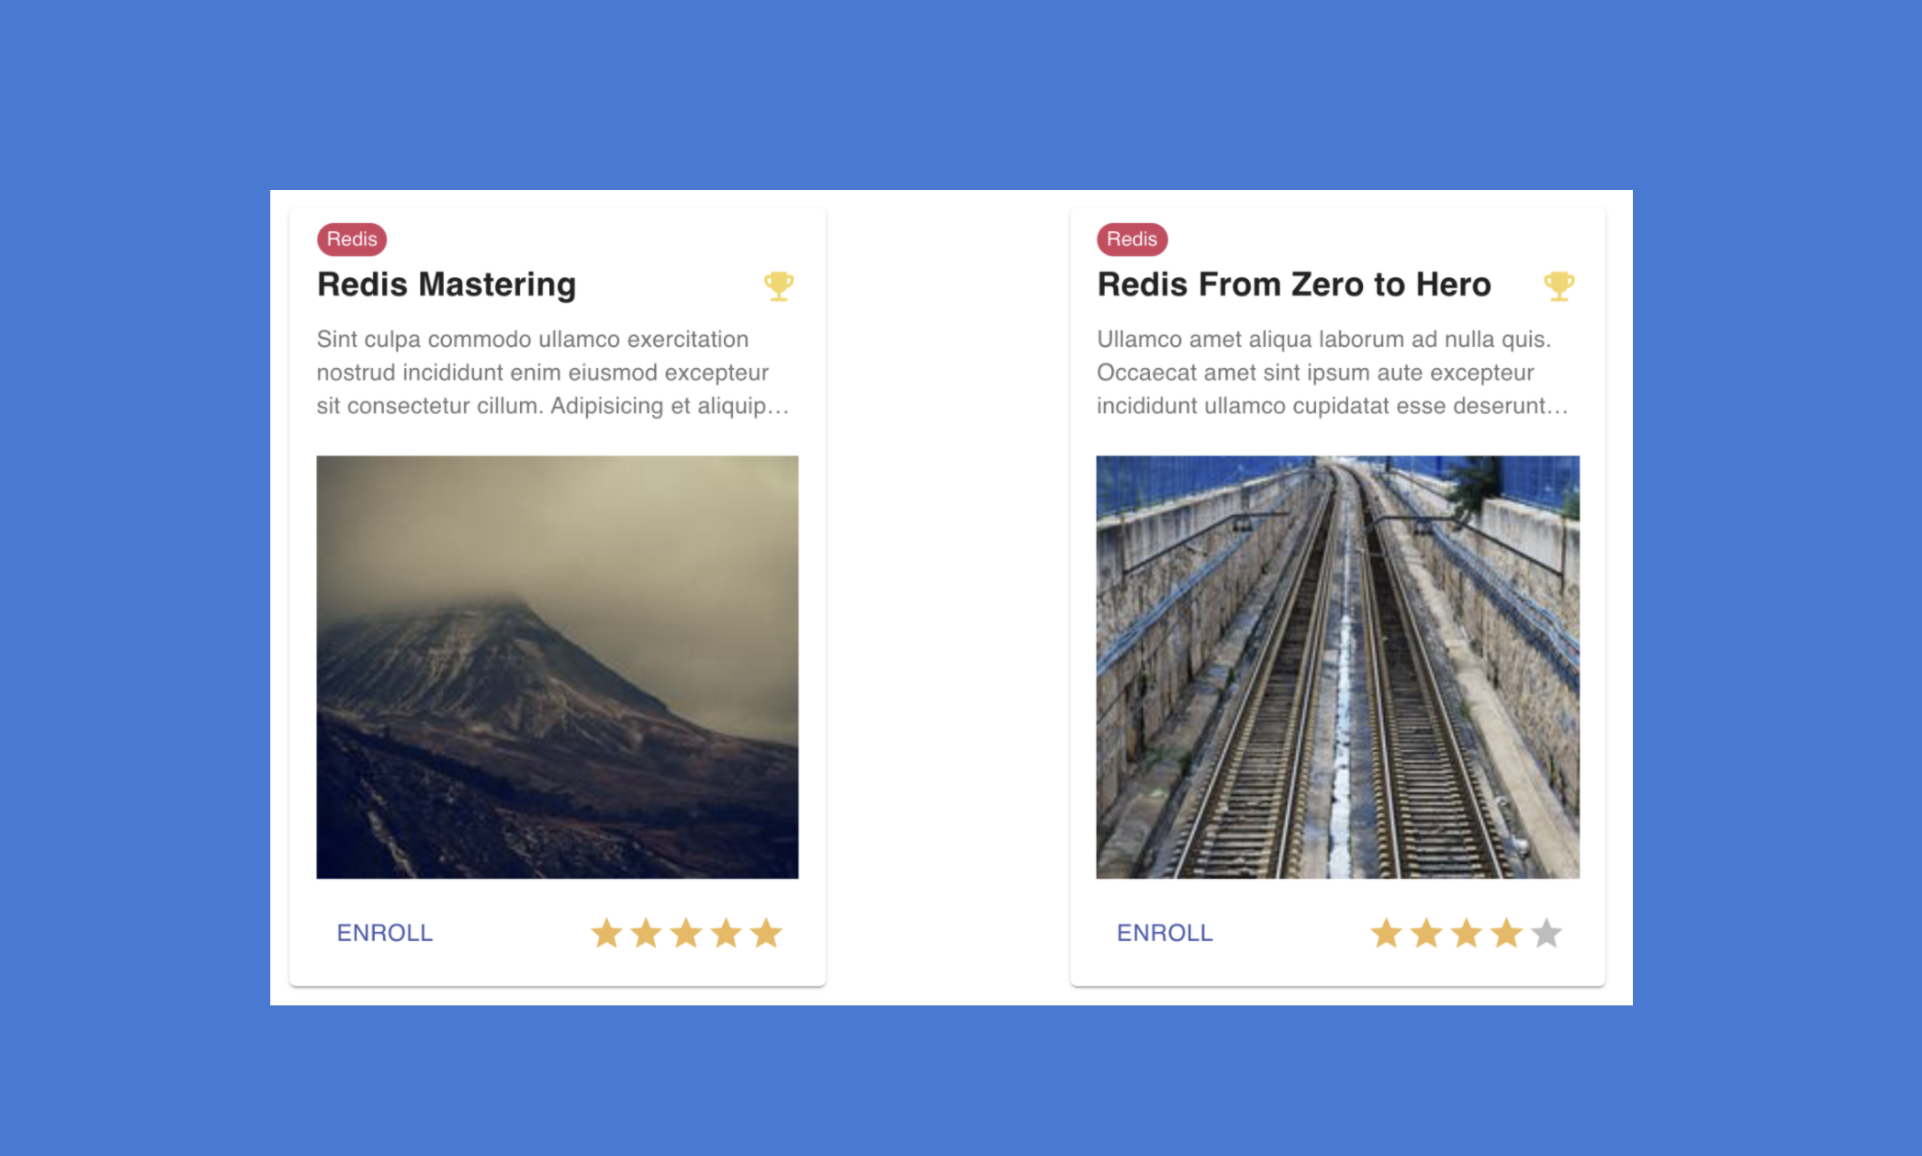 Redis
Redis Mastering
Sint culpa commodo ullamco exercitation
nostrud incididunt enim eiusmod excepteur
sit consectetur cillum. Adipisicing et aliquip...
ENROLL
Redis
Redis From Zero to Hero
Ullamco amet aliqua laborum ad nulla quis.
Occaecat amet sint ipsum aute excepteur
incididunt ullamco cupidatat esse deserunt...
ENROLL